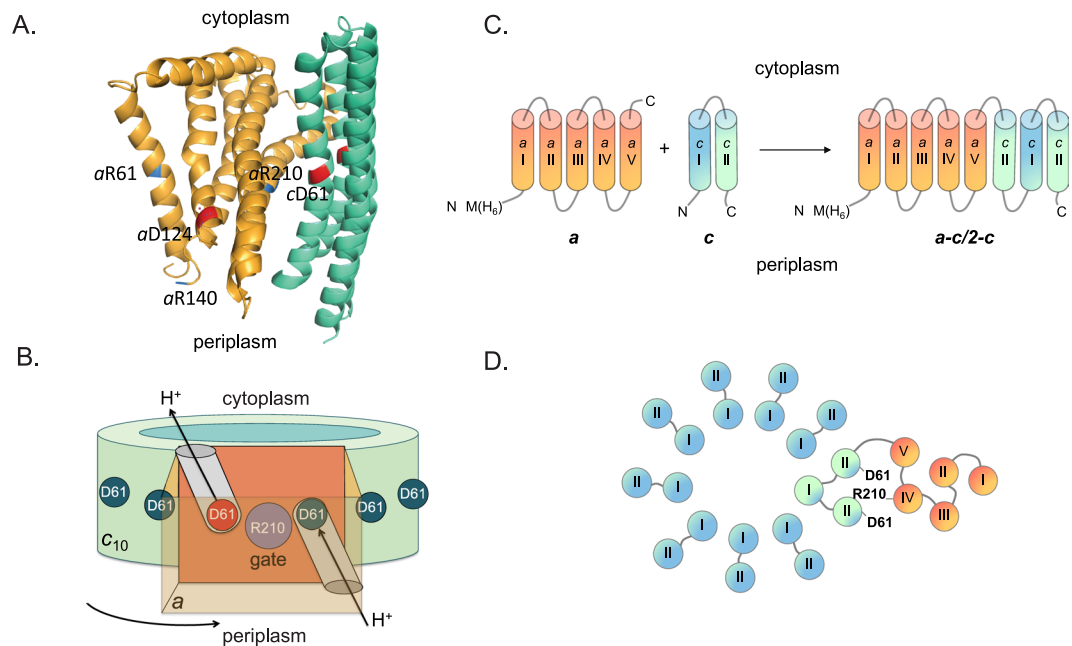 A.
cytoplasm
aR61
aR210
cD61
aD124
aR140
periplasm
B.
H+
cytoplasm
D61
D61
D61
R210
D61
D61
D61
c10
gate
a
H+
periplasm
C.
cytoplasm
C
a
I
a
II
a
III
a
IV
a
V
+
c
I
c
II
a
I
a
II
a
III
a
IV
a
V
c
II
c
I
c
II
N M(H6)
N
C
N M(H6)
C
a
c
a-c/2-c
periplasm
D.
II
I
II
I
II
I
II
I
II
I
II
I
II
I
II
I
II
I
II
D61
I
R210
II
D61
V
IV
III
II
I